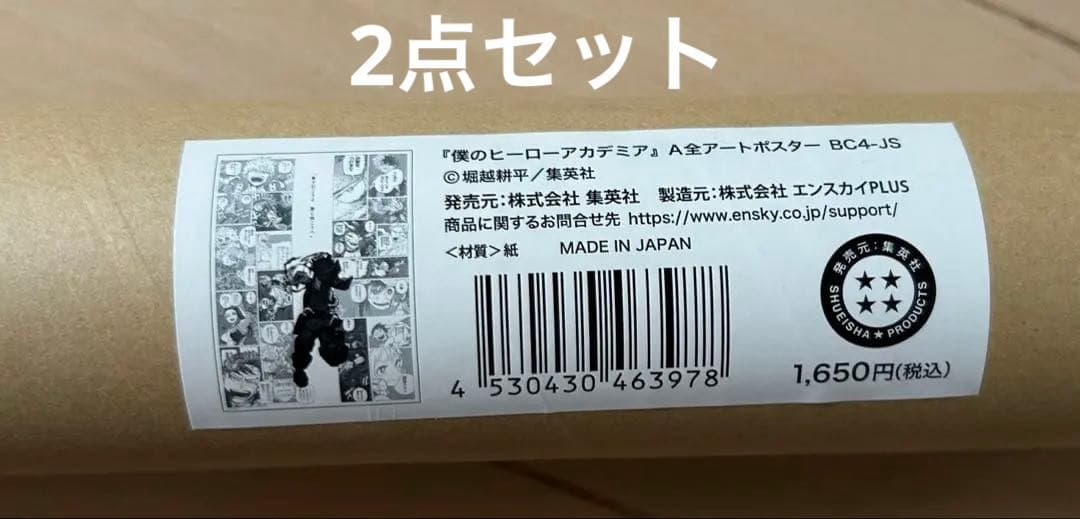 2点セット
『僕のヒーローアカデミア』A全アートポスター BC4-JS
©堀越耕平／集英社
発売元：株式会社 集英社　製造元：株式会社 エンスカイPLUS
商品に関するお問合せ先 https://www.ensky.co.jp/support/
＜材質＞紙　MADE IN JAPAN
4 530430 463978
発売元：集英社
SHUEISHA★PRODUCTS
1,650円(税込)